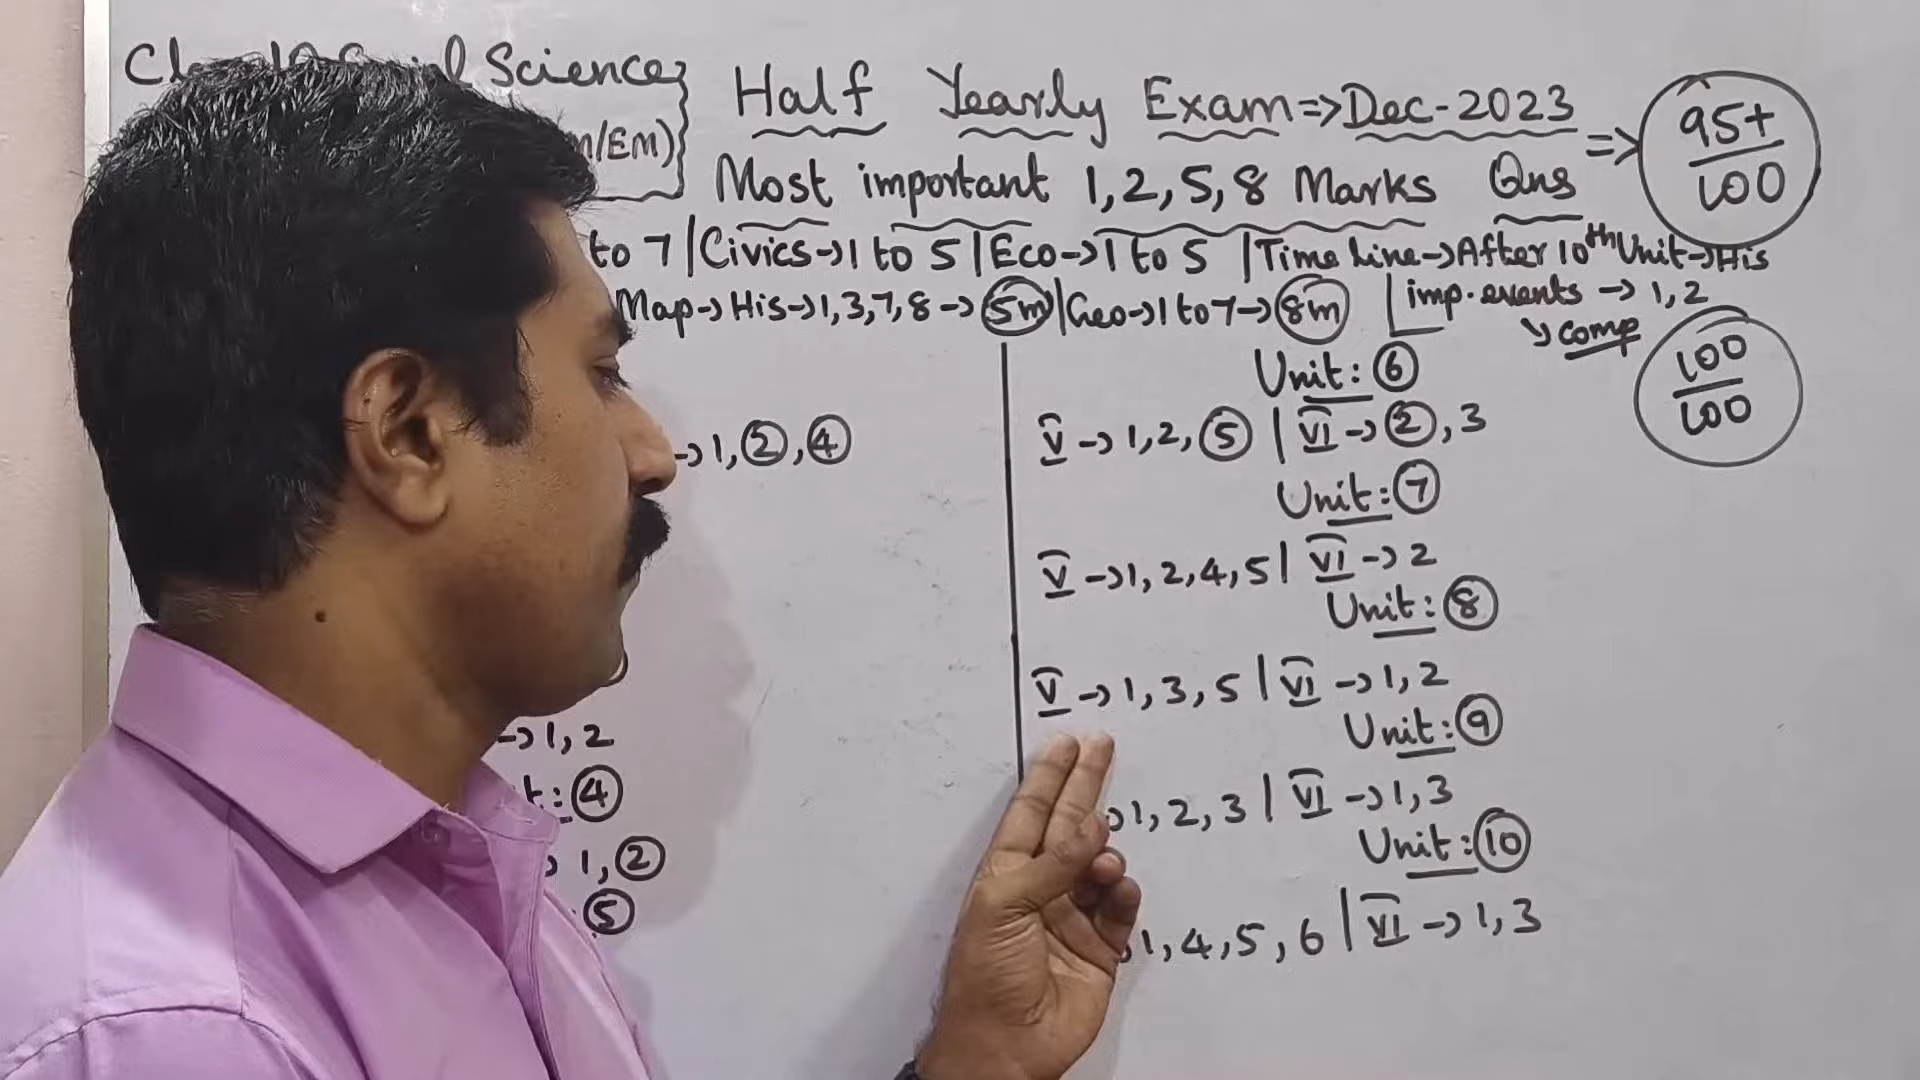 Class 10 Social Science
/EM)
Half Yearly Exam => Dec-2023 => 95+/100
Most important 1,2,5,8 Marks Qns
to 7 | Civics→1 to 5 | Eco→1 to 5 | Time line→After 10th Unit→His
Map→His→1,3,7,8→5m | Geo→1 to 7→8m | imp.events → 1,2
↘ comp
100/100
→1,2,4
→1,2
t:4
1,2
:5
Unit: 6
V →1,2,5 | VI→2,3
Unit: 7
V →1,2,4,5 | VI →2
Unit: 8
V →1,3,5 | VI →1,2
Unit: 9
→1,2,3 | VI →1,3
Unit: 10
1,4,5,6 | VI →1,3